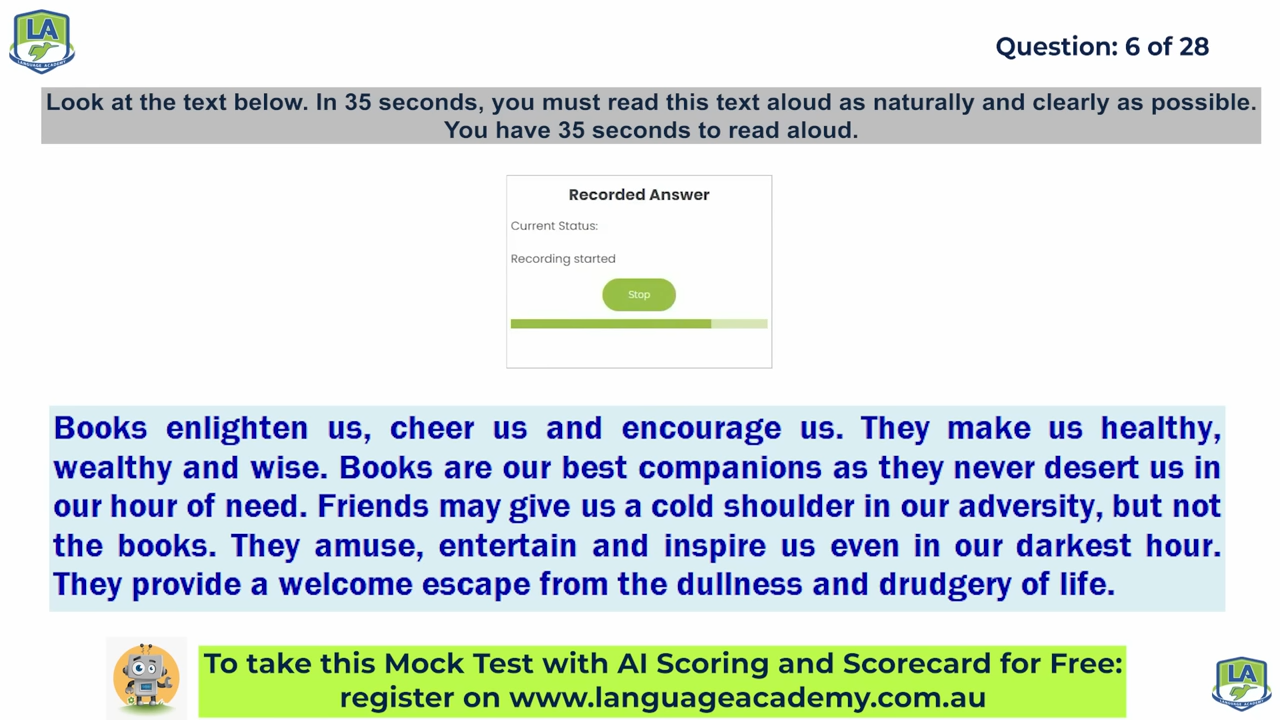 LA
LANGUAGE ACADEMY
Question: 6 of 28
Look at the text below. In 35 seconds, you must read this text aloud as naturally and clearly as possible.
You have 35 seconds to read aloud.
Recorded Answer
Current Status:
Recording started
Stop
Books enlighten us, cheer us and encourage us. They make us healthy,
wealthy and wise. Books are our best companions as they never desert us in
our hour of need. Friends may give us a cold shoulder in our adversity, but not
the books. They amuse, entertain and inspire us even in our darkest hour.
They provide a welcome escape from the dullness and drudgery of life.
To take this Mock Test with AI Scoring and Scorecard for Free:
register on www.languageacademy.com.au
LA
LANGUAGE ACADEMY